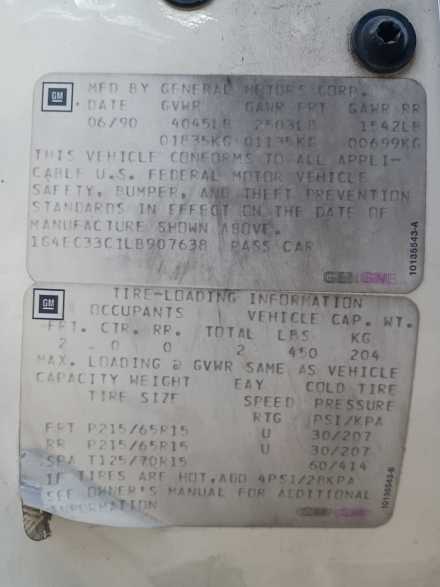 GM
MFD BY GENERAL MOTORS CORP.
DATE GVWR GAWR FRT GAWR RR
06/90 4045LB 2503LB 1542LB
01835KG 01135KG 00699KG
THIS VEHICLE CONFORMS TO ALL APPLI-
CABLE U.S. FEDERAL MOTOR VEHICLE
SAFETY, BUMPER, AND THEFT PREVENTION
STANDARDS IN EFFECT ON THE DATE OF
MANUFACTURE SHOWN ABOVE.
1G4EC33C1LB907638 PASS CAR
10135543-A
GM
TIRE-LOADING INFORMATION
OCCUPANTS VEHICLE CAP. WT.
FRT. CTR. RR. TOTAL LBS KG
2 - 0 0 2 450 204
MAX. LOADING @ GVWR SAME AS VEHICLE
CAPACITY WEIGHT EAY COLD TIRE
TIRE SIZE SPEED PRESSURE
RTG PSI/KPA
FRT P215/65R15 U 30/207
RR P215/65R15 U 30/207
SPA T125/70R15 60/414
IF TIRES ARE HOT,ADD 4PSI/28KPA
SEE OWNER'S MANUAL FOR ADDITIONAL
INFORMATION
10135543-B